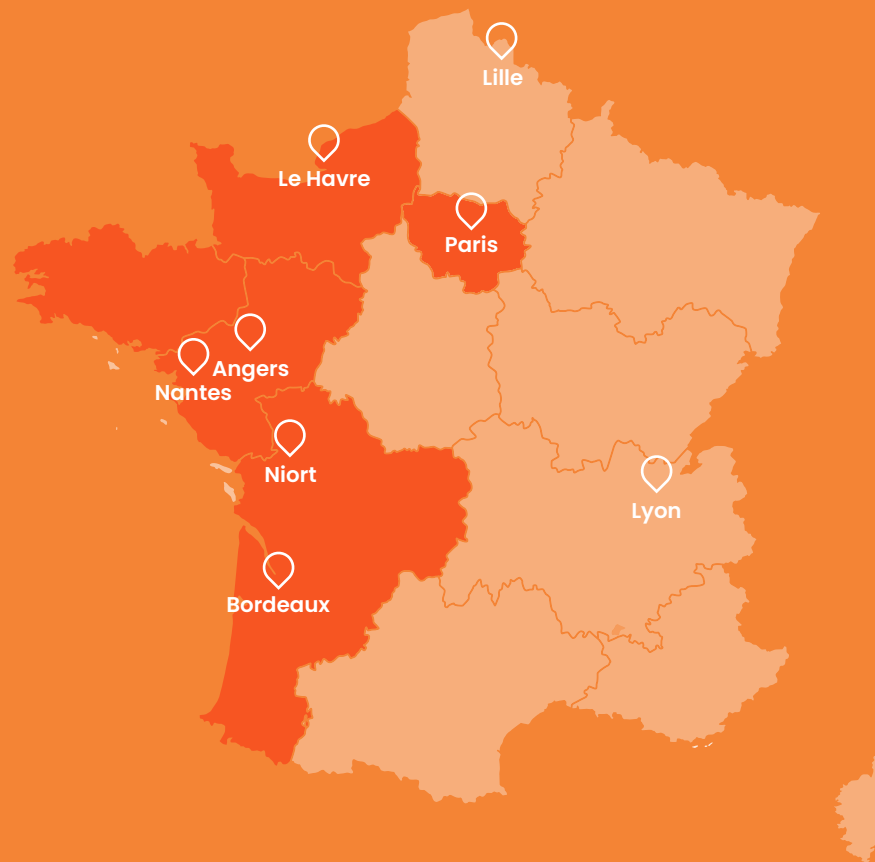 Lille
Le Havre
Paris
Angers
Nantes
Niort
Lyon
Bordeaux